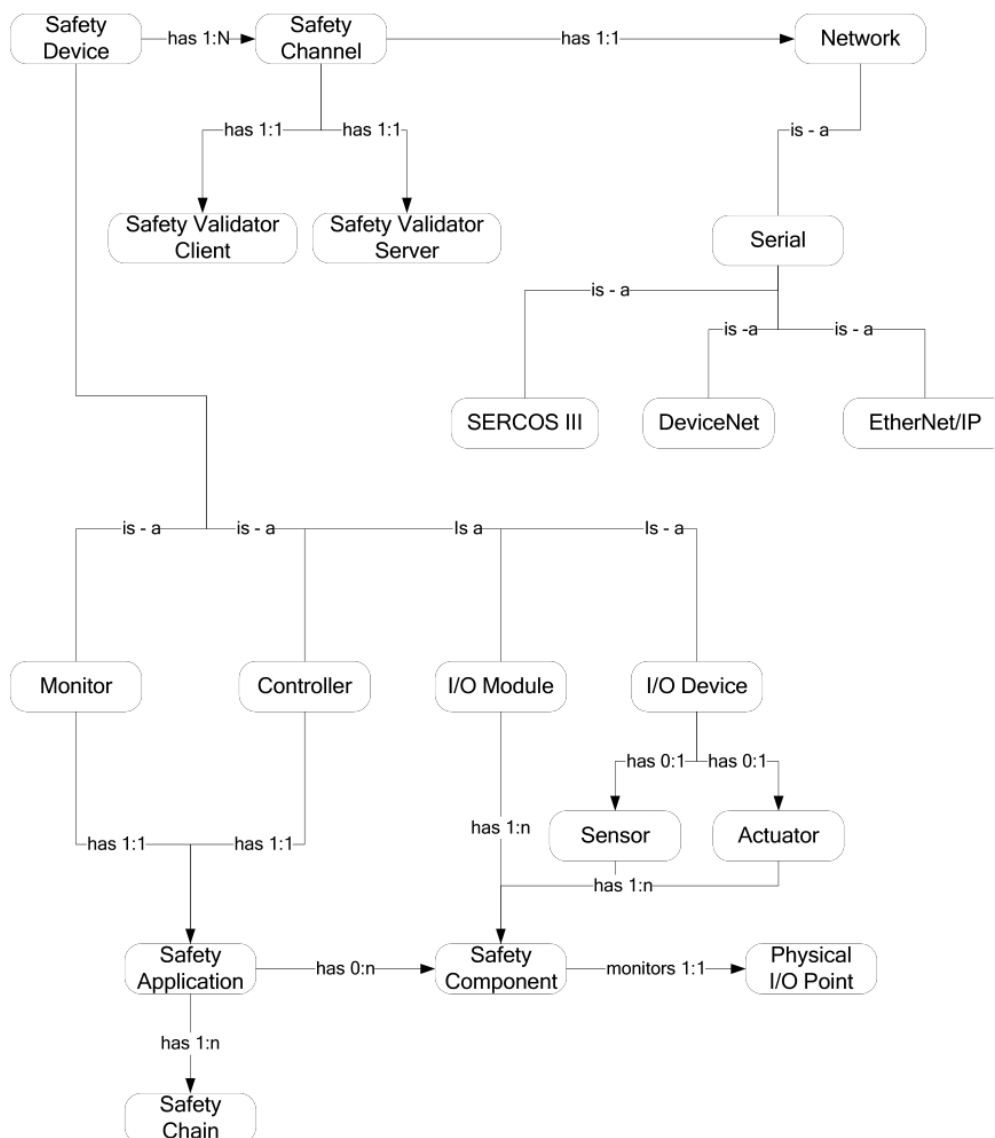 Safety
Device
has 1:N
Safety
Channel
has 1:1
Network
has 1:1
has 1:1
is - a
Safety Validator
Client
Safety Validator
Server
Serial
is - a
is -a
is - a
SERCOS III
DeviceNet
EtherNet/IP
is - a
is - a
Is a
Is - a
Monitor
Controller
I/O Module
I/O Device
has 0:1
has 0:1
has 1:n
Sensor
Actuator
has 1:1
has 1:1
has 1:n
Safety
Application
has 0:n
Safety
Component
monitors 1:1
Physical
I/O Point
has 1:n
Safety
Chain